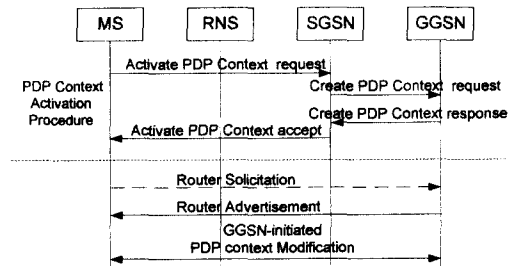 MS RNS SGSN GGSN
Activate PDP Context request
Create PDP Context request
PDP Context
Activation
Procedure
Create PDP Context response
Activate PDP Context accept
Router Solicitation
Router Advertisement
GGSN-initiated
PDP context Modification